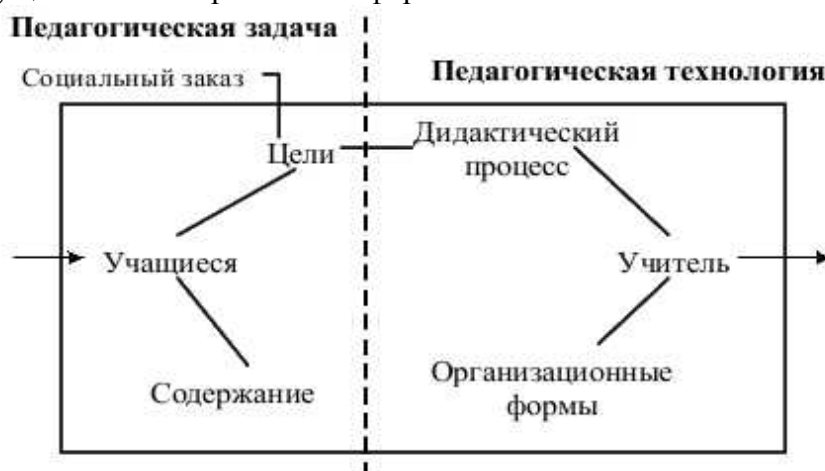 Педагогическая задача
Социальный заказ
Педагогическая технология
Цели
Дидактический
процесс
Учащиеся
Учитель
Содержание
Организационные
формы